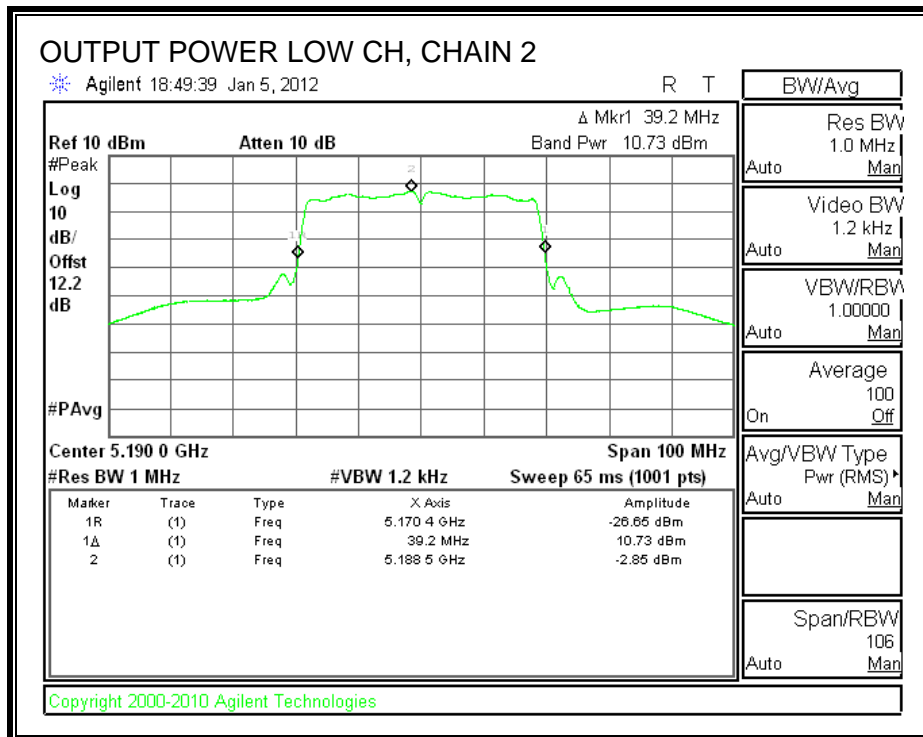 OUTPUT POWER LOW CH, CHAIN 2
Agilent 18:49:39 Jan 5, 2012 R T
Δ Mkr1 39.2 MHz
Ref 10 dBm Atten 10 dB Band Pwr 10.73 dBm
#Peak
Log
10
dB/
Offst
12.2
dB
#PAvg
2
1R
1
Center 5.190 0 GHz Span 100 MHz
#Res BW 1 MHz #VBW 1.2 kHz Sweep 65 ms (1001 pts)
Marker Trace Type X Axis Amplitude
1R (1) Freq 5.170 4 GHz -26.65 dBm
1Δ (1) Freq 39.2 MHz 10.73 dBm
2 (1) Freq 5.188 5 GHz -2.85 dBm
Copyright 2000-2010 Agilent Technologies
BW/Avg
Res BW
1.0 MHz
Auto Man
Video BW
1.2 kHz
Auto Man
VBW/RBW
1.00000
Auto Man
Average
100
On Off
Avg/VBW Type
Pwr (RMS)
Auto Man
Span/RBW
106
Auto Man